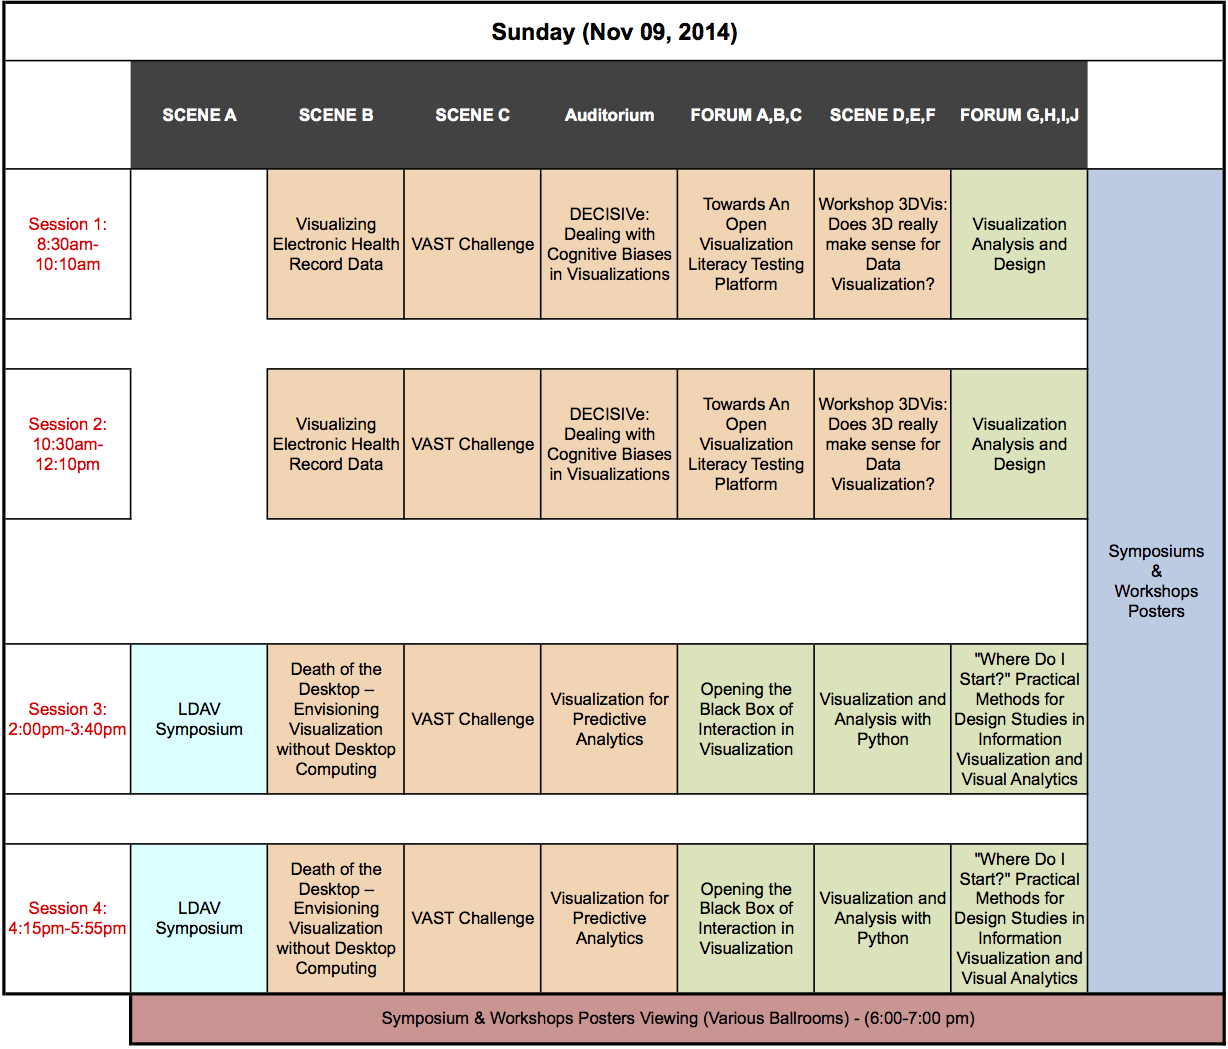 Sunday (Nov 09, 2014)
SCENE A
SCENE B
SCENE C
Auditorium
FORUM A,B,C
SCENE D,E,F
FORUM G,H,I,J
Session 1:
8:30am-
10:10am
Visualizing
Electronic Health
Record Data
VAST Challenge
DECISIVe:
Dealing with
Cognitive Biases
in Visualizations
Towards An
Open
Visualization
Literacy Testing
Platform
Workshop 3DVis:
Does 3D really
make sense for
Data
Visualization?
Visualization
Analysis and
Design
Session 2:
10:30am-
12:10pm
Visualizing
Electronic Health
Record Data
VAST Challenge
DECISIVe:
Dealing with
Cognitive Biases
in Visualizations
Towards An
Open
Visualization
Literacy Testing
Platform
Workshop 3DVis:
Does 3D really
make sense for
Data
Visualization?
Visualization
Analysis and
Design
Symposiums
&
Workshops
Posters
Session 3:
2:00pm-3:40pm
LDAV
Symposium
Death of the
Desktop –
Envisioning
Visualization
without Desktop
Computing
VAST Challenge
Visualization for
Predictive
Analytics
Opening the
Black Box of
Interaction in
Visualization
Visualization and
Analysis with
Python
"Where Do I
Start?" Practical
Methods for
Design Studies in
Information
Visualization and
Visual Analytics
Session 4:
4:15pm-5:55pm
LDAV
Symposium
Death of the
Desktop –
Envisioning
Visualization
without Desktop
Computing
VAST Challenge
Visualization for
Predictive
Analytics
Opening the
Black Box of
Interaction in
Visualization
Visualization and
Analysis with
Python
"Where Do I
Start?" Practical
Methods for
Design Studies in
Information
Visualization and
Visual Analytics
Symposium & Workshops Posters Viewing (Various Ballrooms) - (6:00-7:00 pm)